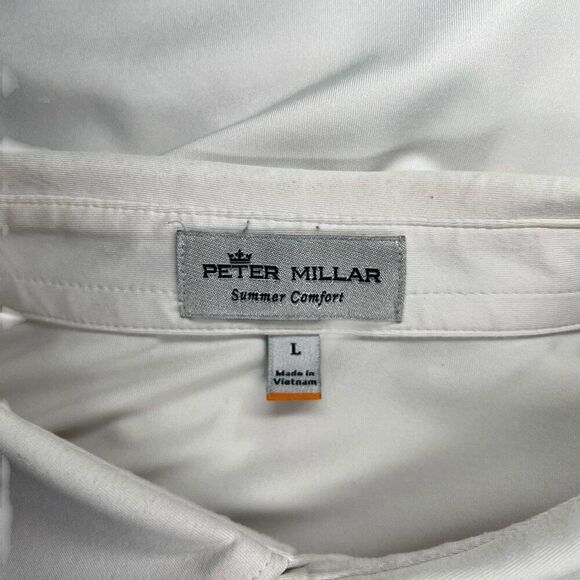 PETER MILLAR
Summer Comfort
L
Made in
Vietnam